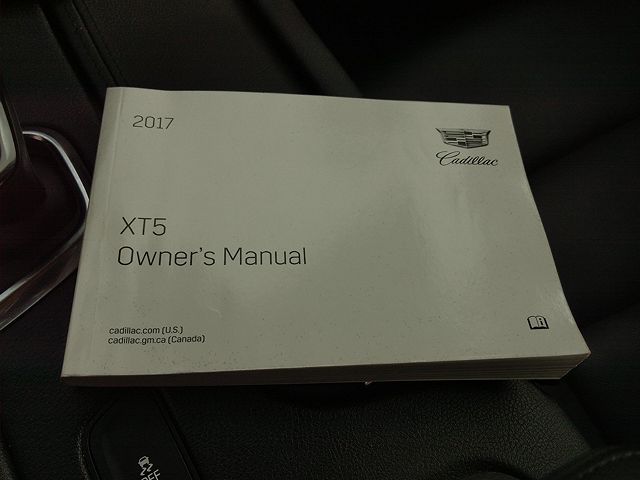 2017
Cadillac
XT5
Owner's Manual
cadillac.com (U.S.)
cadillac.gm.ca (Canada)